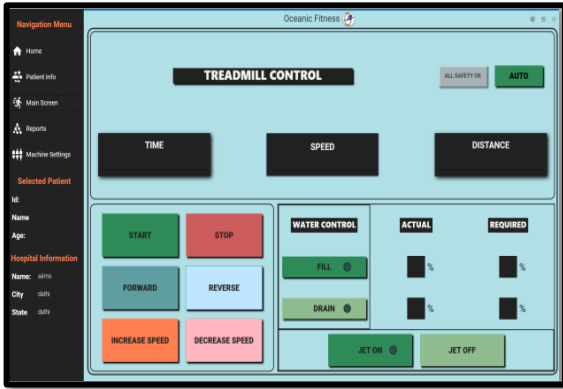 Navigation Menu
Home
Patient Info
Main Screen
Reports
Machine Settings
Selected Patient
Id:
Name
Age:
Hospital Information
Name: aiims
City delhi
State delhi
Oceanic Fitness
TREADMILL CONTROL
ALL SAFETY OK
AUTO
TIME
SPEED
DISTANCE
START
STOP
FORWARD
REVERSE
INCREASE SPEED
DECREASE SPEED
WATER CONTROL
ACTUAL
REQUIRED
FILL
%
%
DRAIN
%
%
JET ON
JET OFF